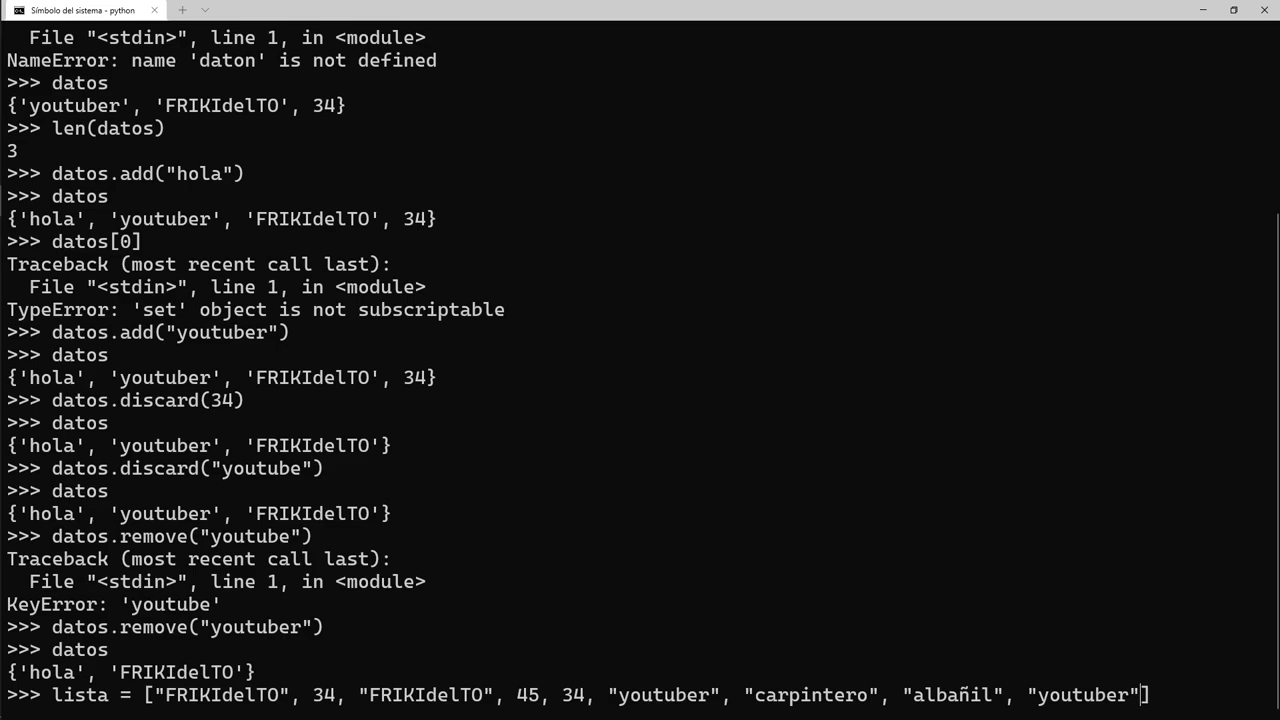 Símbolo del sistema - python
File "<stdin>", line 1, in <module>
NameError: name 'daton' is not defined
>>> datos
{'youtuber', 'FRIKIdelTO', 34}
>>> len(datos)
3
>>> datos.add("hola")
>>> datos
{'hola', 'youtuber', 'FRIKIdelTO', 34}
>>> datos[0]
Traceback (most recent call last):
File "<stdin>", line 1, in <module>
TypeError: 'set' object is not subscriptable
>>> datos.add("youtuber")
>>> datos
{'hola', 'youtuber', 'FRIKIdelTO', 34}
>>> datos.discard(34)
>>> datos
{'hola', 'youtuber', 'FRIKIdelTO'}
>>> datos.discard("youtube")
>>> datos
{'hola', 'youtuber', 'FRIKIdelTO'}
>>> datos.remove("youtube")
Traceback (most recent call last):
File "<stdin>", line 1, in <module>
KeyError: 'youtube'
>>> datos.remove("youtuber")
>>> datos
{'hola', 'FRIKIdelTO'}
>>> lista = ["FRIKIdelTO", 34, "FRIKIdelTO", 45, 34, "youtuber", "carpintero", "albañil", "youtuber"]